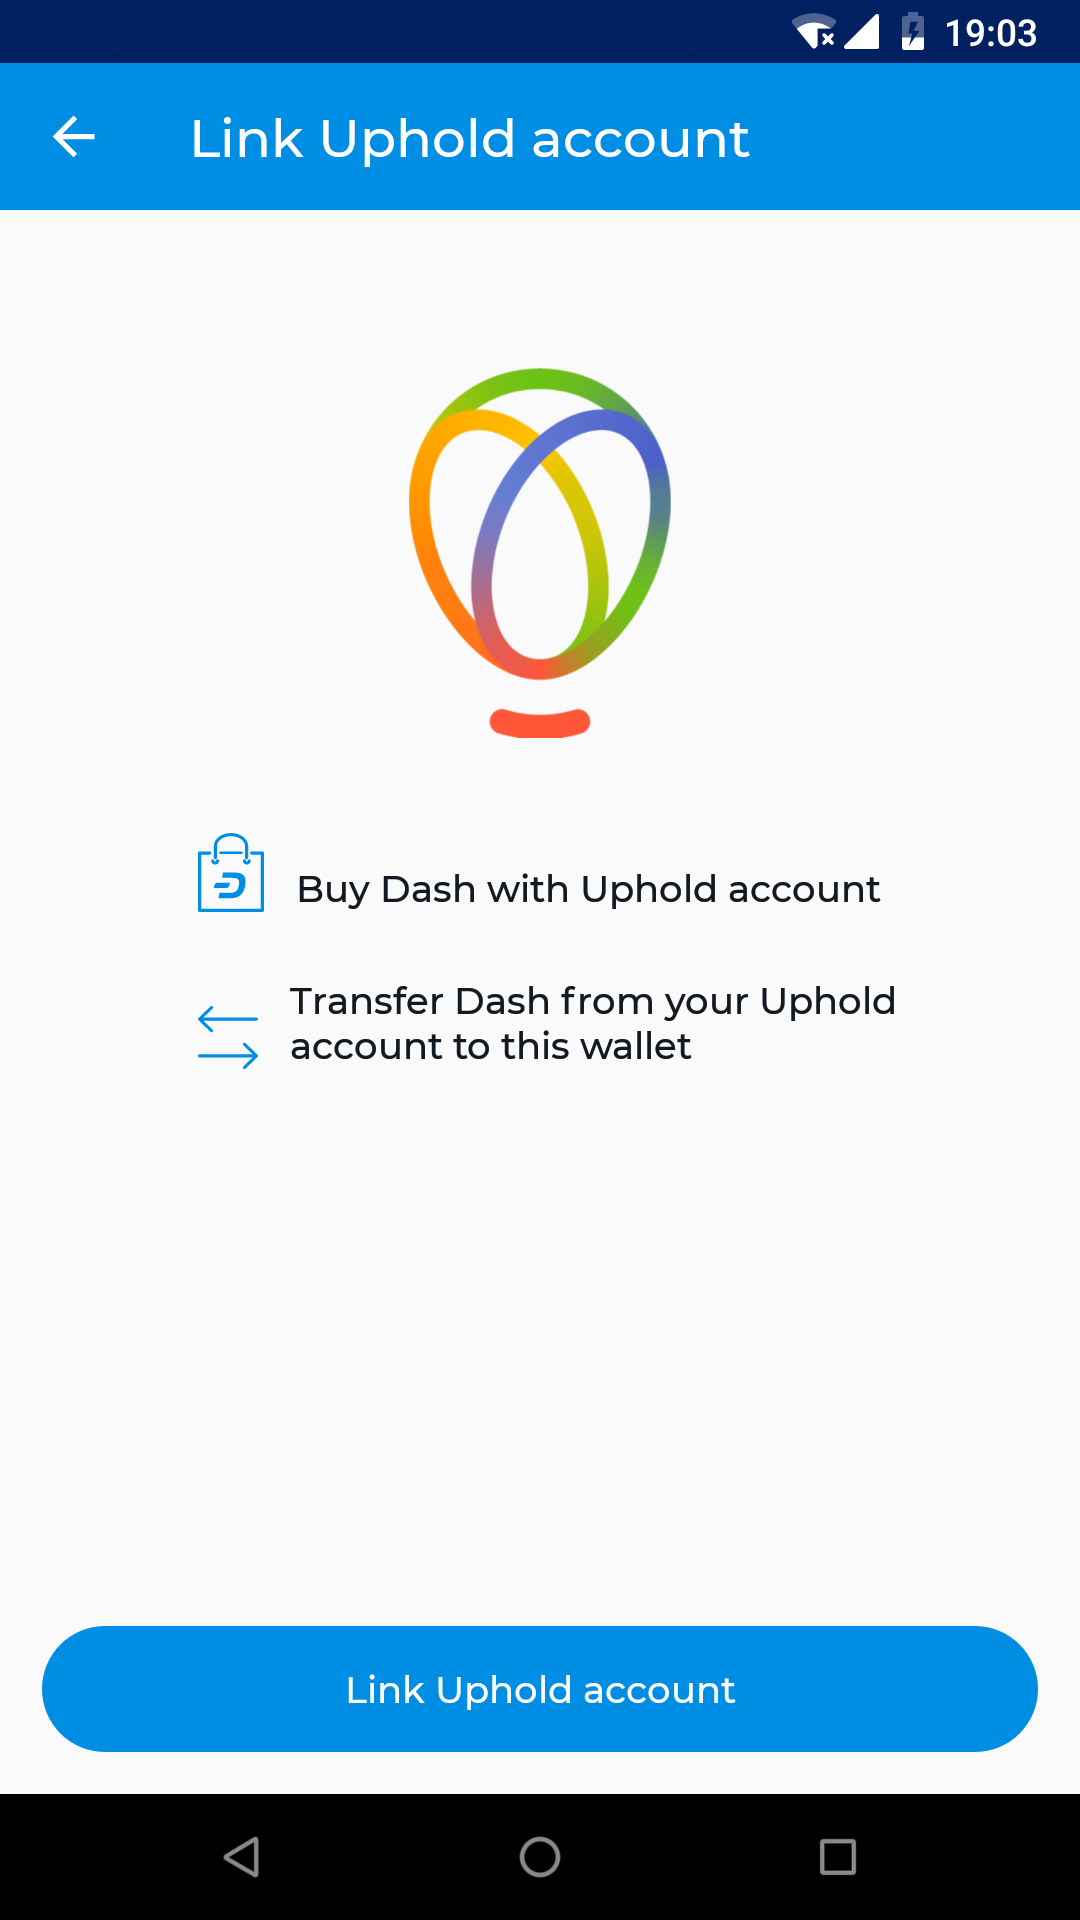 19:03
Link Uphold account
Buy Dash with Uphold account
Transfer Dash from your Uphold
account to this wallet
Link Uphold account